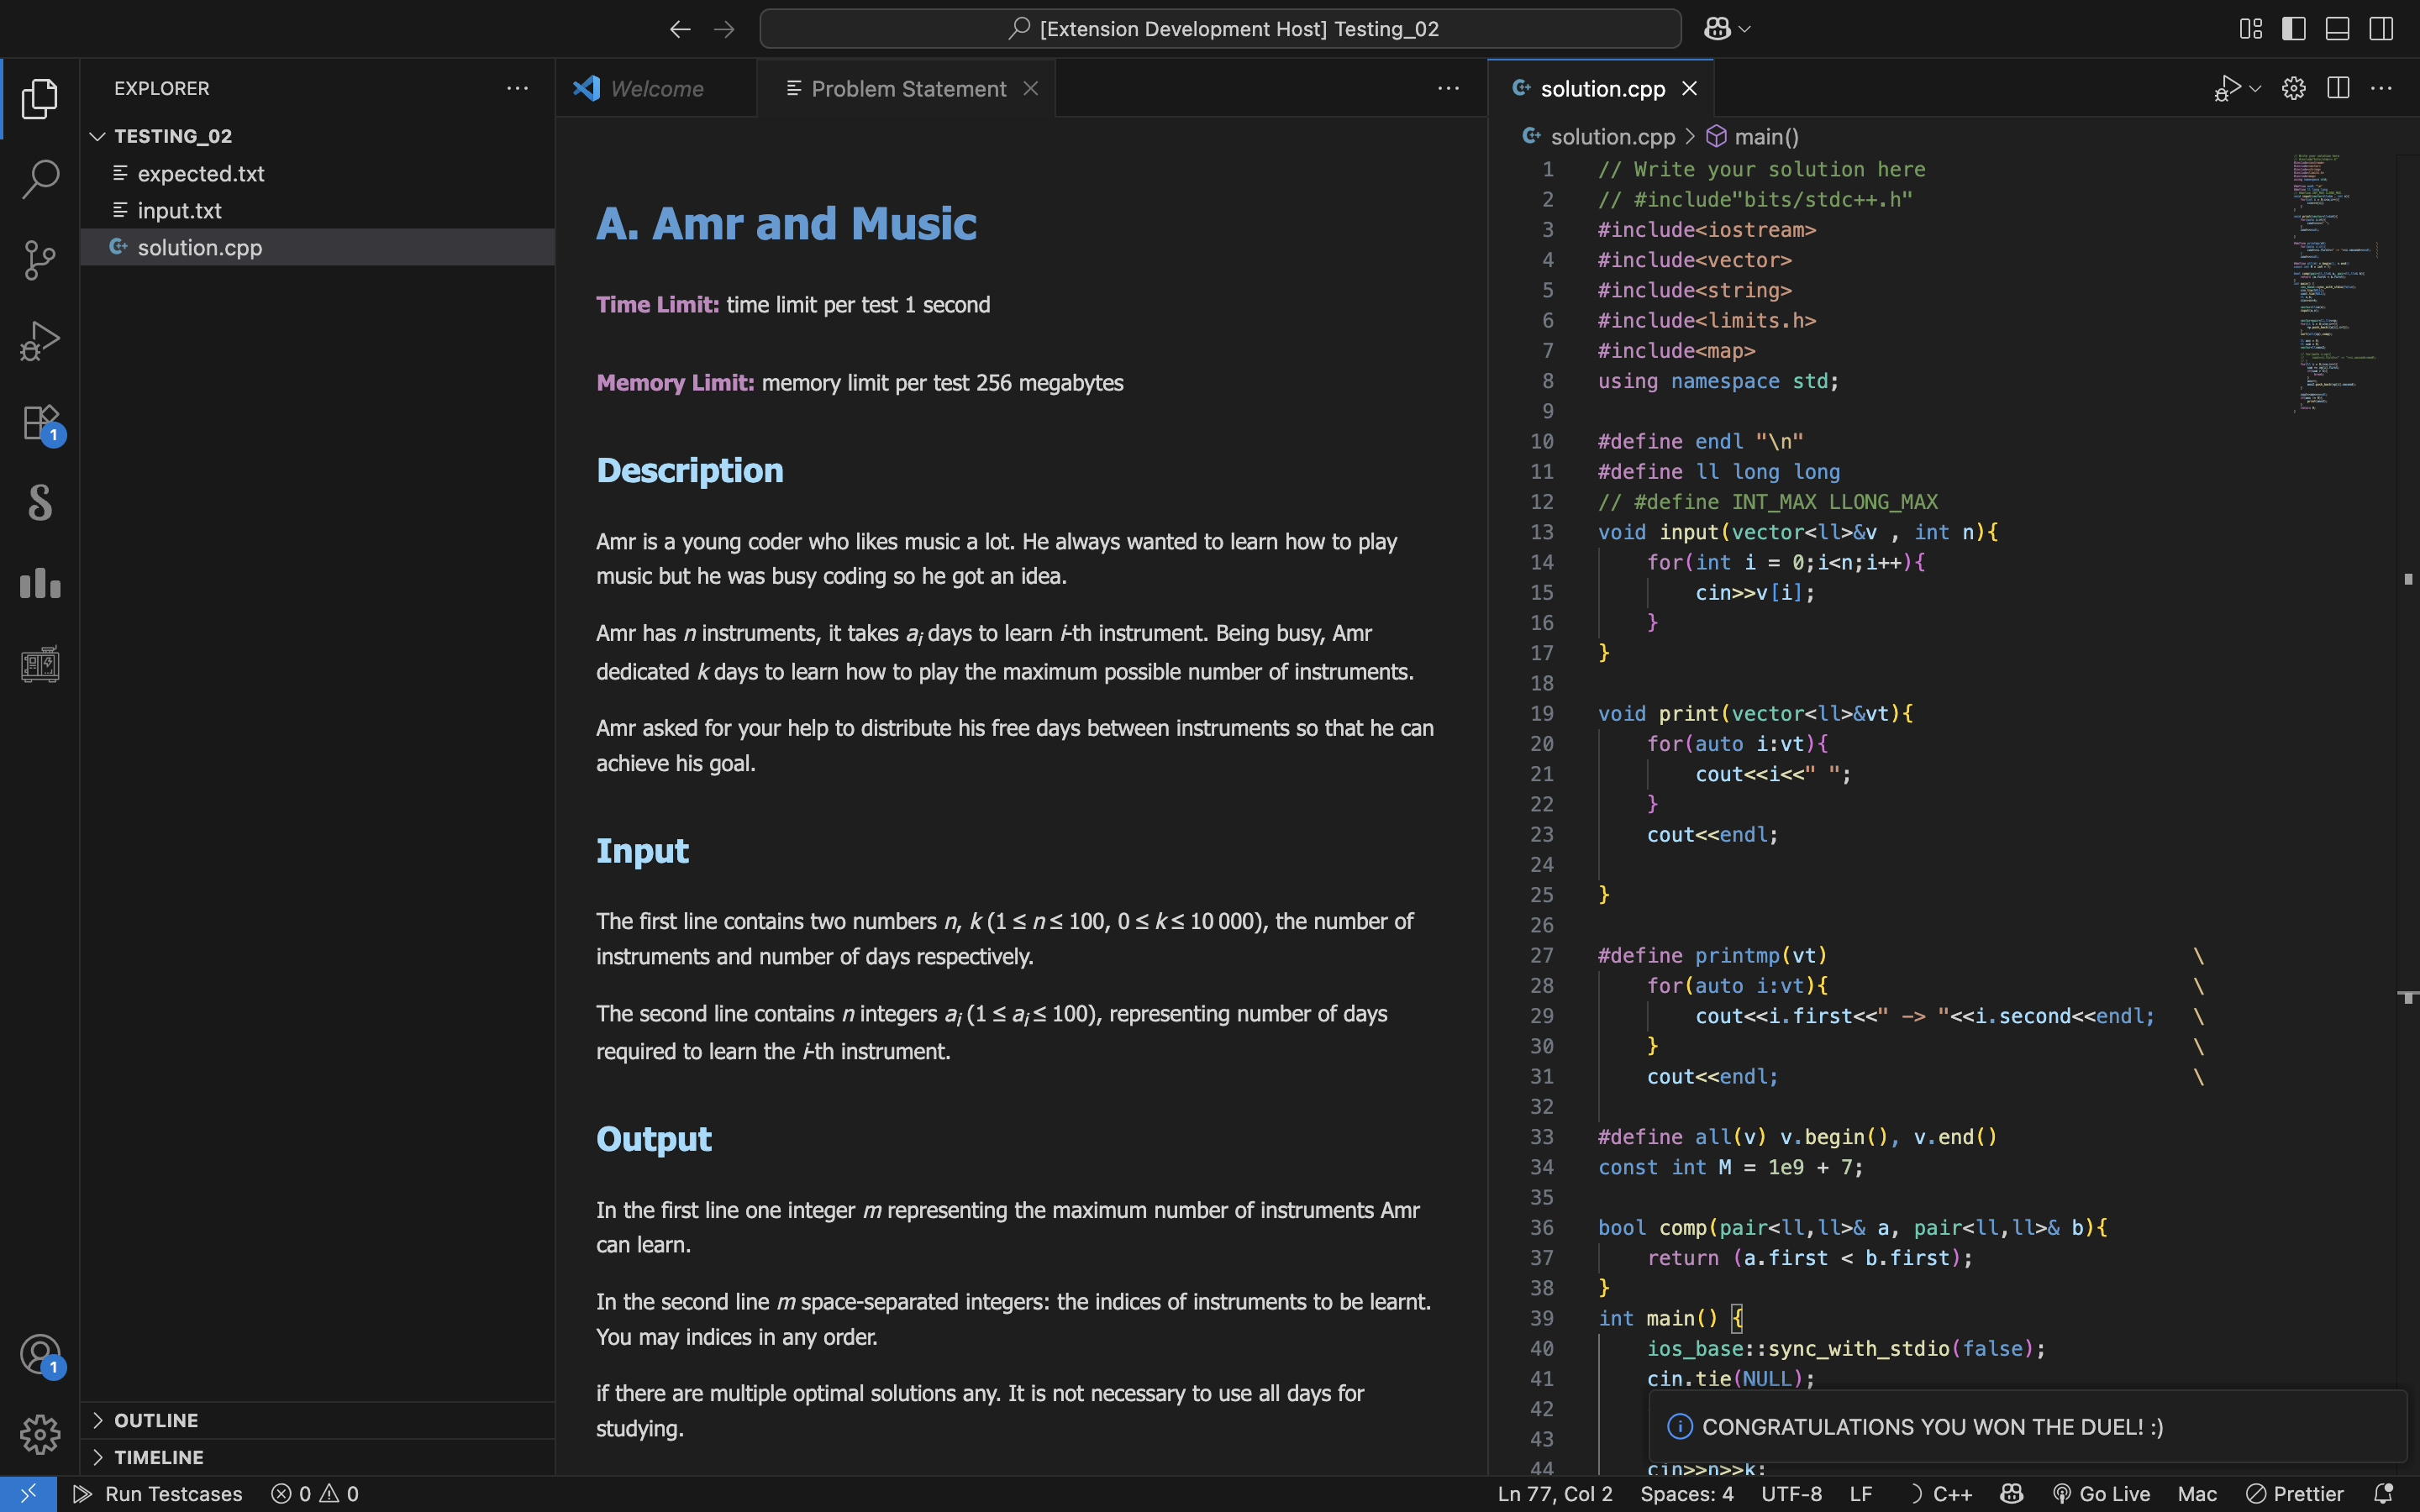 [Extension Development Host] Testing_02
EXPLORER
TESTING_02
expected.txt
input.txt
solution.cpp
OUTLINE
TIMELINE
1
1
Welcome
Problem Statement
A. Amr and Music
Time Limit: time limit per test 1 second
Memory Limit: memory limit per test 256 megabytes
Description
Amr is a young coder who likes music a lot. He always wanted to learn how to play
music but he was busy coding so he got an idea.
Amr has n instruments, it takes ai days to learn i-th instrument. Being busy, Amr
dedicated k days to learn how to play the maximum possible number of instruments.
Amr asked for your help to distribute his free days between instruments so that he can
achieve his goal.
Input
The first line contains two numbers n, k (1 ≤ n ≤ 100, 0 ≤ k ≤ 10 000), the number of
instruments and number of days respectively.
The second line contains n integers ai (1 ≤ ai ≤ 100), representing number of days
required to learn the i-th instrument.
Output
In the first line one integer m representing the maximum number of instruments Amr
can learn.
In the second line m space-separated integers: the indices of instruments to be learnt.
You may indices in any order.
if there are multiple optimal solutions any. It is not necessary to use all days for
studying.
solution.cpp
solution.cpp > main()
1 // Write your solution here
2 // #include"bits/stdc++.h"
3 #include<iostream>
4 #include<vector>
5 #include<string>
6 #include<limits.h>
7 #include<map>
8 using namespace std;
9
10 #define endl "\n"
11 #define ll long long
12 // #define INT_MAX LLONG_MAX
13 void input(vector<ll>&v , int n){
14 for(int i = 0;i<n;i++){
15 cin>>v[i];
16 }
17 }
18
19 void print(vector<ll>&vt){
20 for(auto i:vt){
21 cout<<i<<" ";
22 }
23 cout<<endl;
24
25 }
26
27 #define printmp(vt) \
28 for(auto i:vt){ \
29 cout<<i.first<<" -> "<<i.second<<endl; \
30 } \
31 cout<<endl; \
32
33 #define all(v) v.begin(), v.end()
34 const int M = 1e9 + 7;
35
36 bool comp(pair<ll,ll>& a, pair<ll,ll>& b){
37 return (a.first < b.first);
38 }
39 int main() {
40 ios_base::sync_with_stdio(false);
41 cin.tie(NULL);
42
43
44 cin>>n>>k;
CONGRATULATIONS YOU WON THE DUEL! :)
Run Testcases 0 0
Ln 77, Col 2 Spaces: 4 UTF-8 LF C++ Go Live Mac Prettier